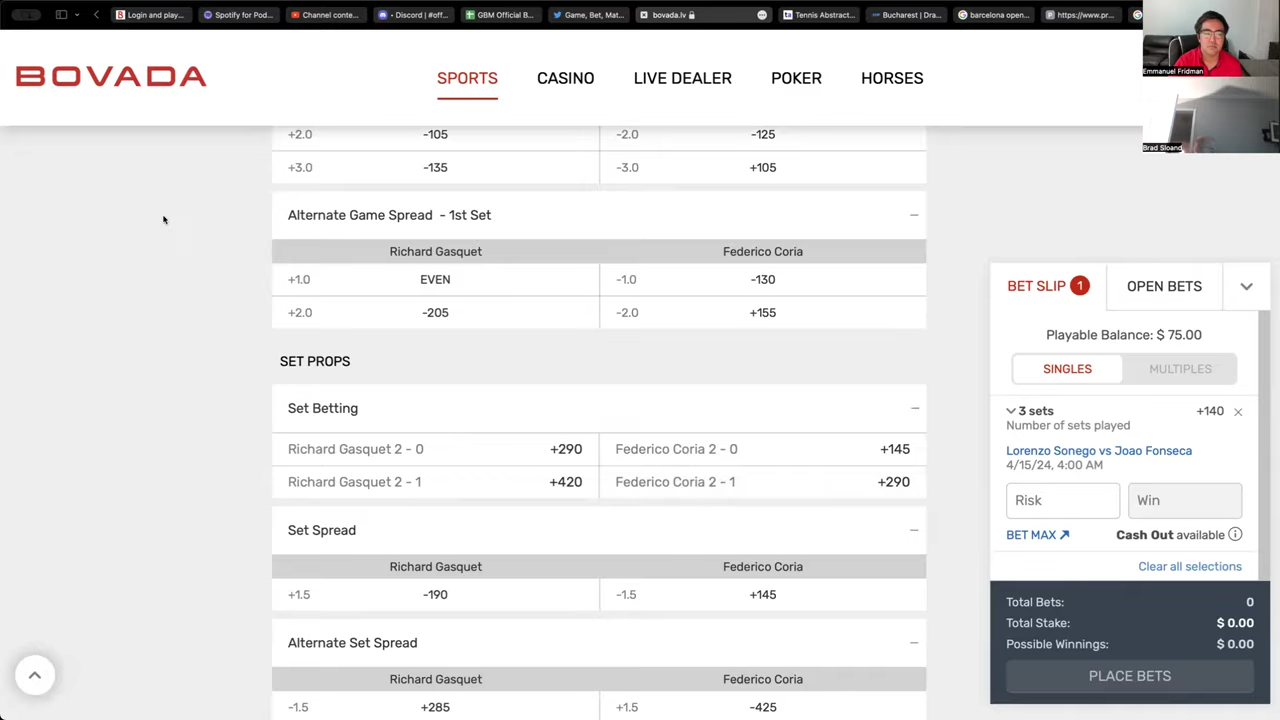 Login and play...
Spotify for Pod...
Channel conte...
Discord | #off...
GBM Official B...
Game, Bet, Mat...
bovada.lv
Tennis Abstract...
Bucharest | Dra...
barcelona open...
https://www.pr...
BOVADA
SPORTS
CASINO
LIVE DEALER
POKER
HORSES
Emmanuel Fridman
Brad Sloand
+2.0 -105 -2.0 -125
+3.0 -135 -3.0 +105
Alternate Game Spread - 1st Set
Richard Gasquet Federico Coria
+1.0 EVEN -1.0 -130
+2.0 -205 -2.0 +155
SET PROPS
Set Betting
Richard Gasquet 2 - 0 +290 Federico Coria 2 - 0 +145
Richard Gasquet 2 - 1 +420 Federico Coria 2 - 1 +290
Set Spread
Richard Gasquet Federico Coria
+1.5 -190 -1.5 +145
Alternate Set Spread
Richard Gasquet Federico Coria
-1.5 +285 +1.5 -425
BET SLIP 1
OPEN BETS
Playable Balance: $ 75.00
SINGLES
MULTIPLES
3 sets +140
Number of sets played
Lorenzo Sonego vs Joao Fonseca
4/15/24, 4:00 AM
Risk
Win
BET MAX
Cash Out available
Clear all selections
Total Bets: 0
Total Stake: $ 0.00
Possible Winnings: $ 0.00
PLACE BETS